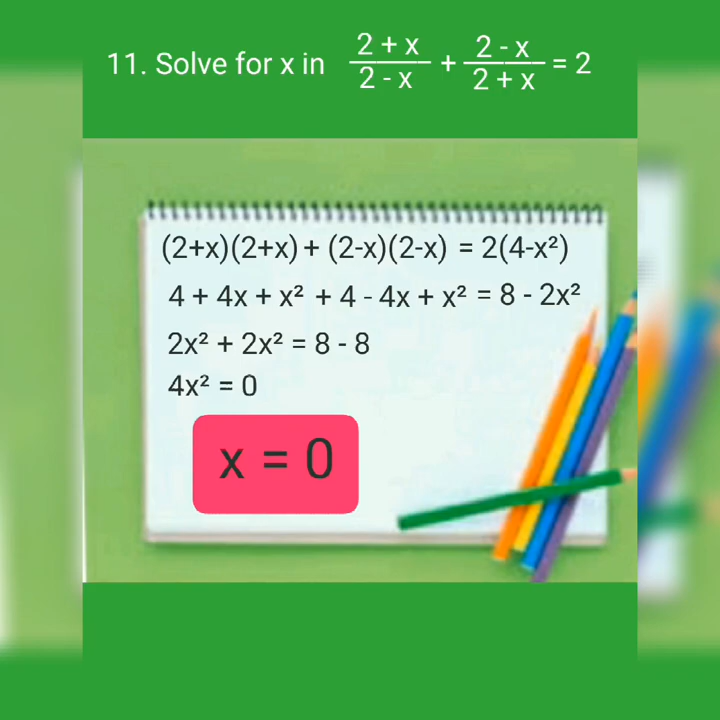 11. Solve for x in (2 + x)/(2 - x) + (2 - x)/(2 + x) = 2
(2+x)(2+x) + (2-x)(2-x) = 2(4-x²)
4 + 4x + x² + 4 - 4x + x² = 8 - 2x²
2x² + 2x² = 8 - 8
4x² = 0
x = 0